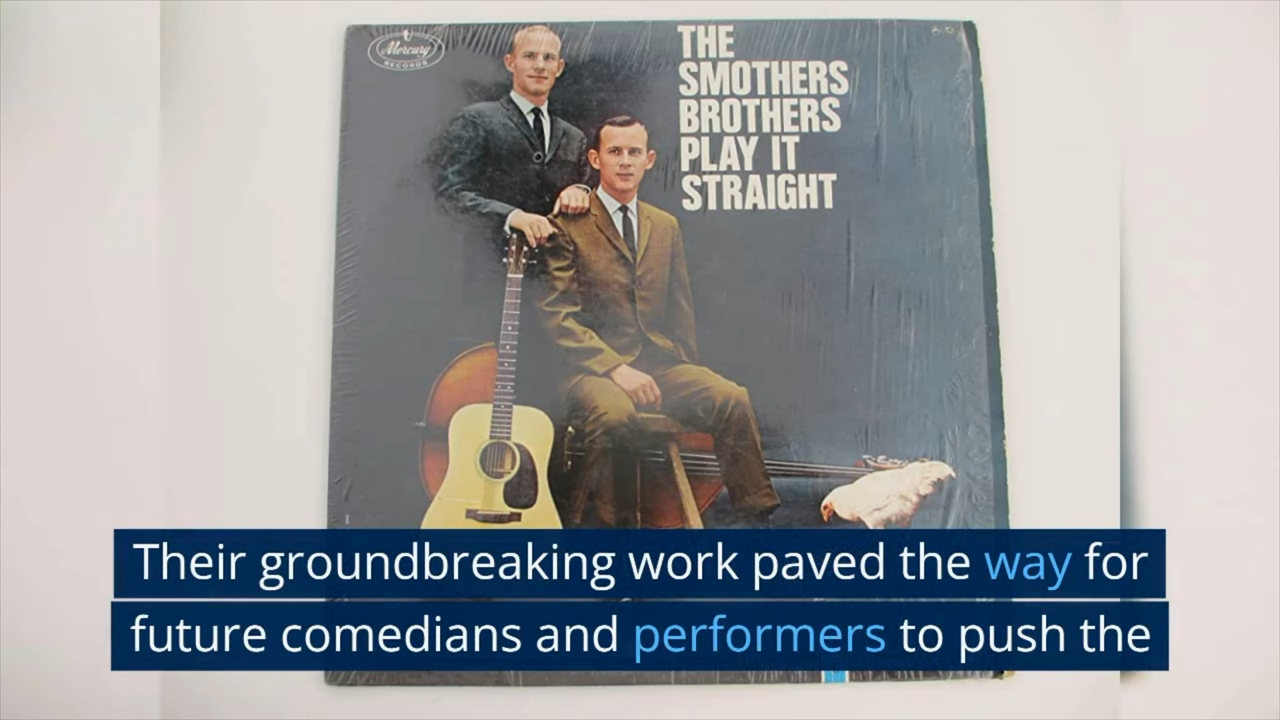 Mercury
RECORDS
THE
SMOTHERS
BROTHERS
PLAY IT
STRAIGHT
Their groundbreaking work paved the way for
future comedians and performers to push the